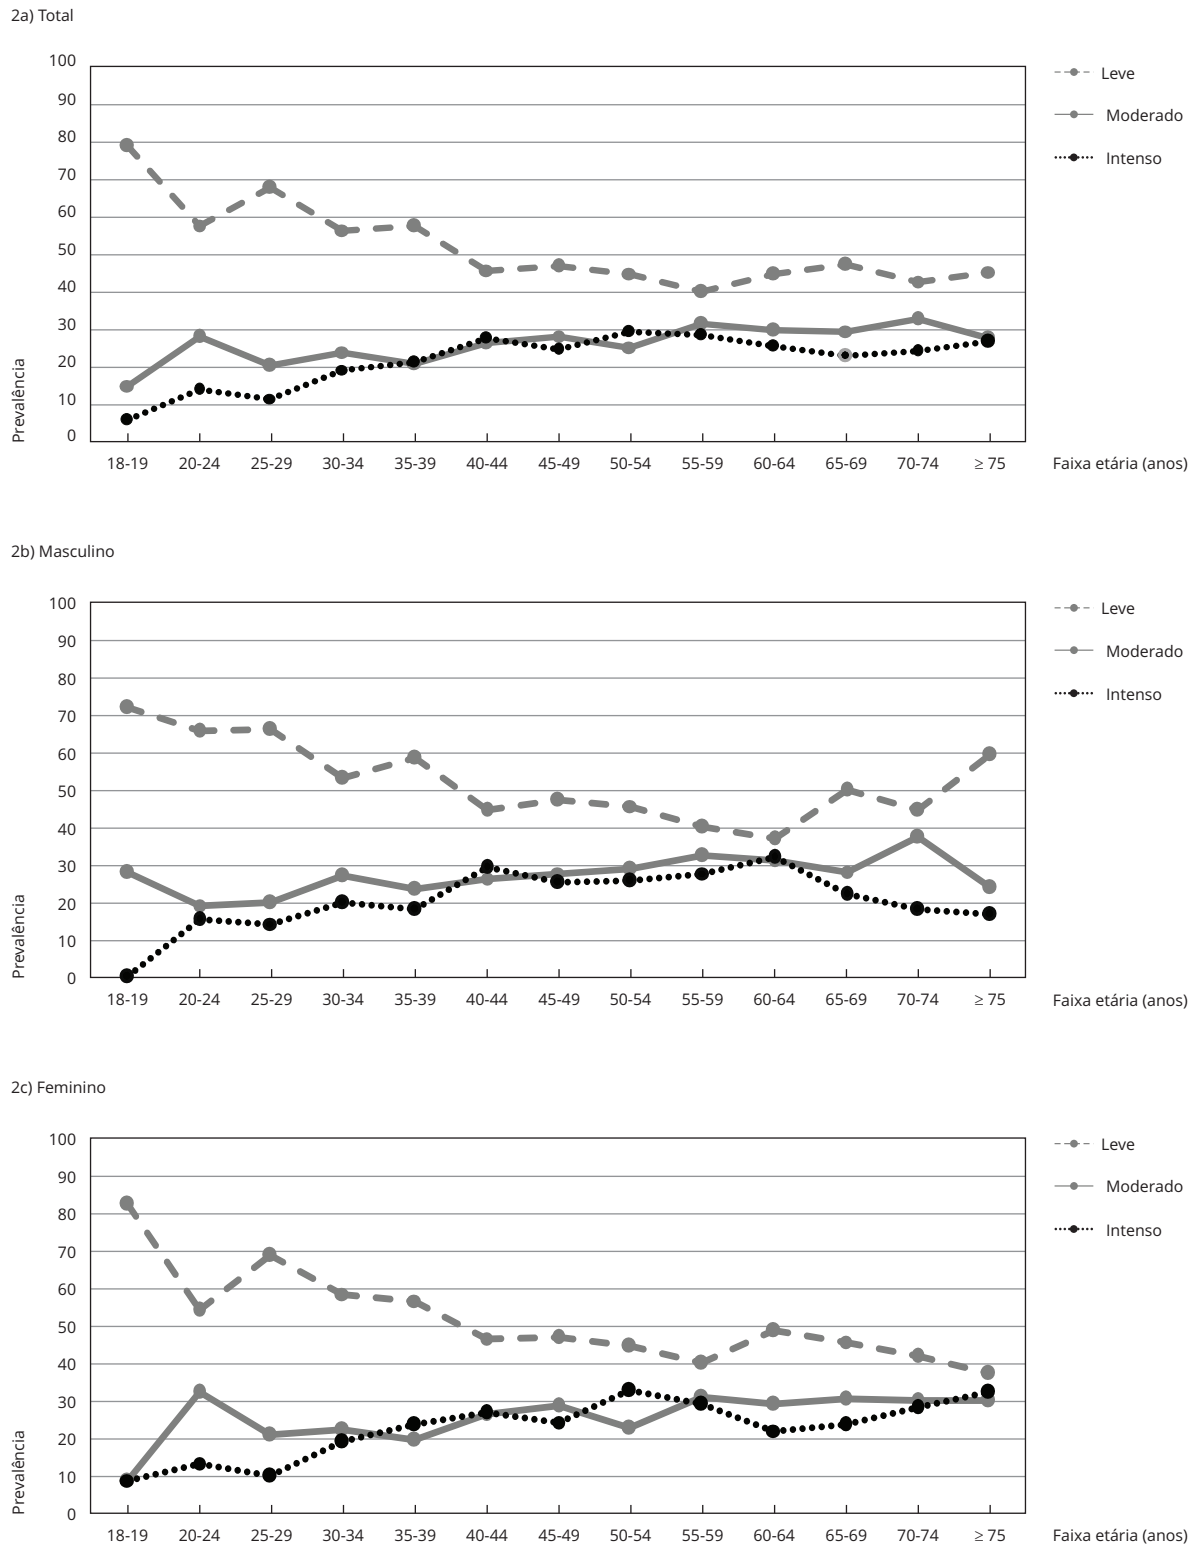 2a) Total
100
90
80
70
60
50
40
30
20
10
0
Prevalência
18-19 20-24 25-29 30-34 35-39 40-44 45-49 50-54 55-59 60-64 65-69 70-74 ≥ 75 Faixa etária (anos)
Leve
Moderado
Intenso
2b) Masculino
100
90
80
70
60
50
40
30
20
10
0
Prevalência
18-19 20-24 25-29 30-34 35-39 40-44 45-49 50-54 55-59 60-64 65-69 70-74 ≥ 75 Faixa etária (anos)
Leve
Moderado
Intenso
2c) Feminino
100
90
80
70
60
50
40
30
20
10
0
Prevalência
18-19 20-24 25-29 30-34 35-39 40-44 45-49 50-54 55-59 60-64 65-69 70-74 ≥ 75 Faixa etária (anos)
Leve
Moderado
Intenso